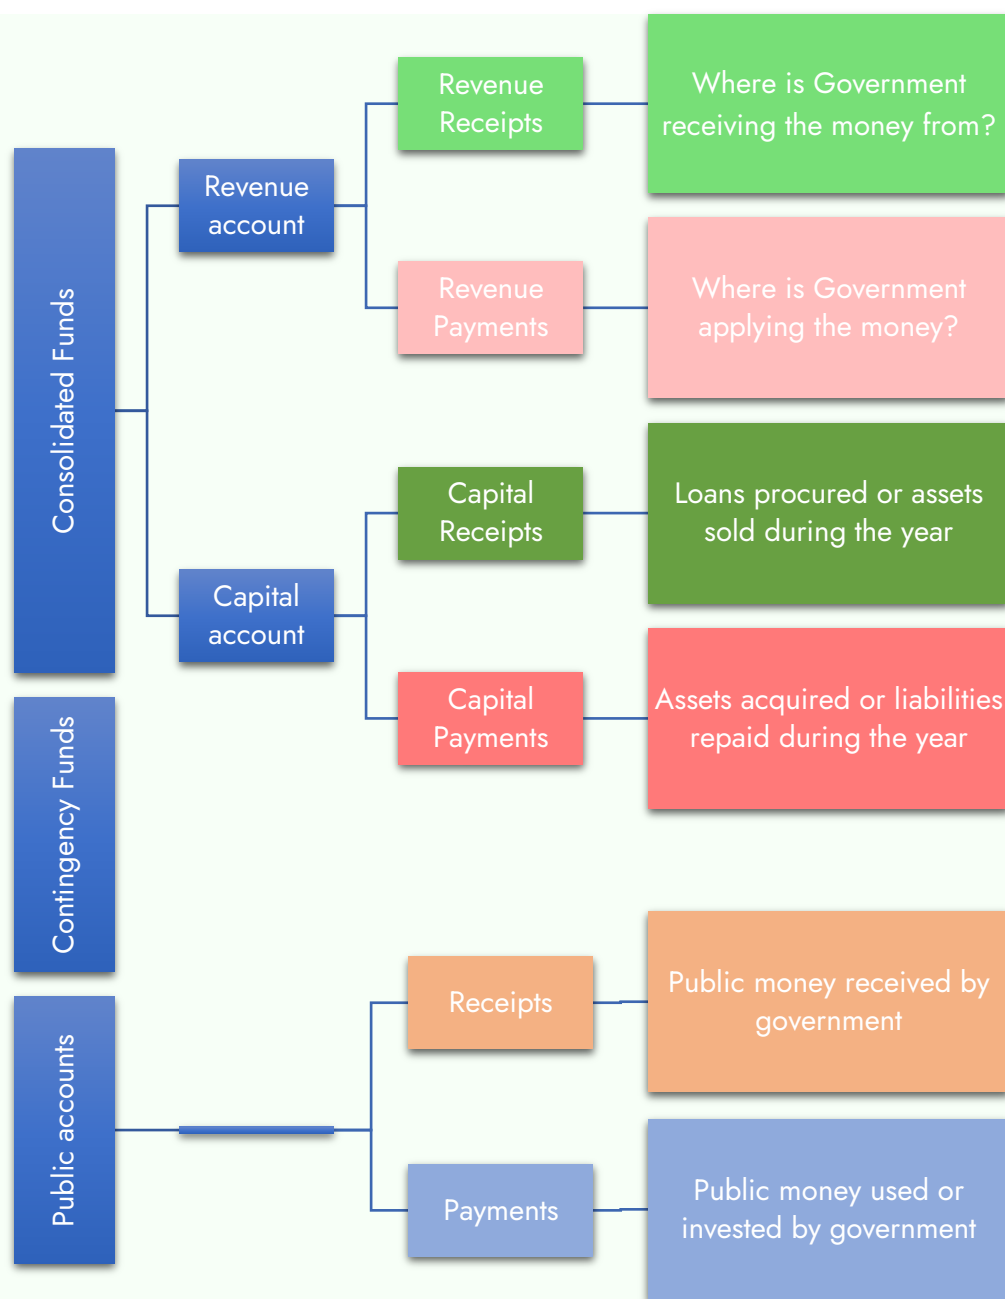 Consolidated Funds
Revenue
account
Revenue
Receipts
Where is Government
receiving the money from?
Revenue
Payments
Where is Government
applying the money?
Capital
account
Capital
Receipts
Loans procured or assets
sold during the year
Capital
Payments
Assets acquired or liabilities
repaid during the year
Contingency Funds
Public accounts
Receipts
Public money received by
government
Payments
Public money used or
invested by government